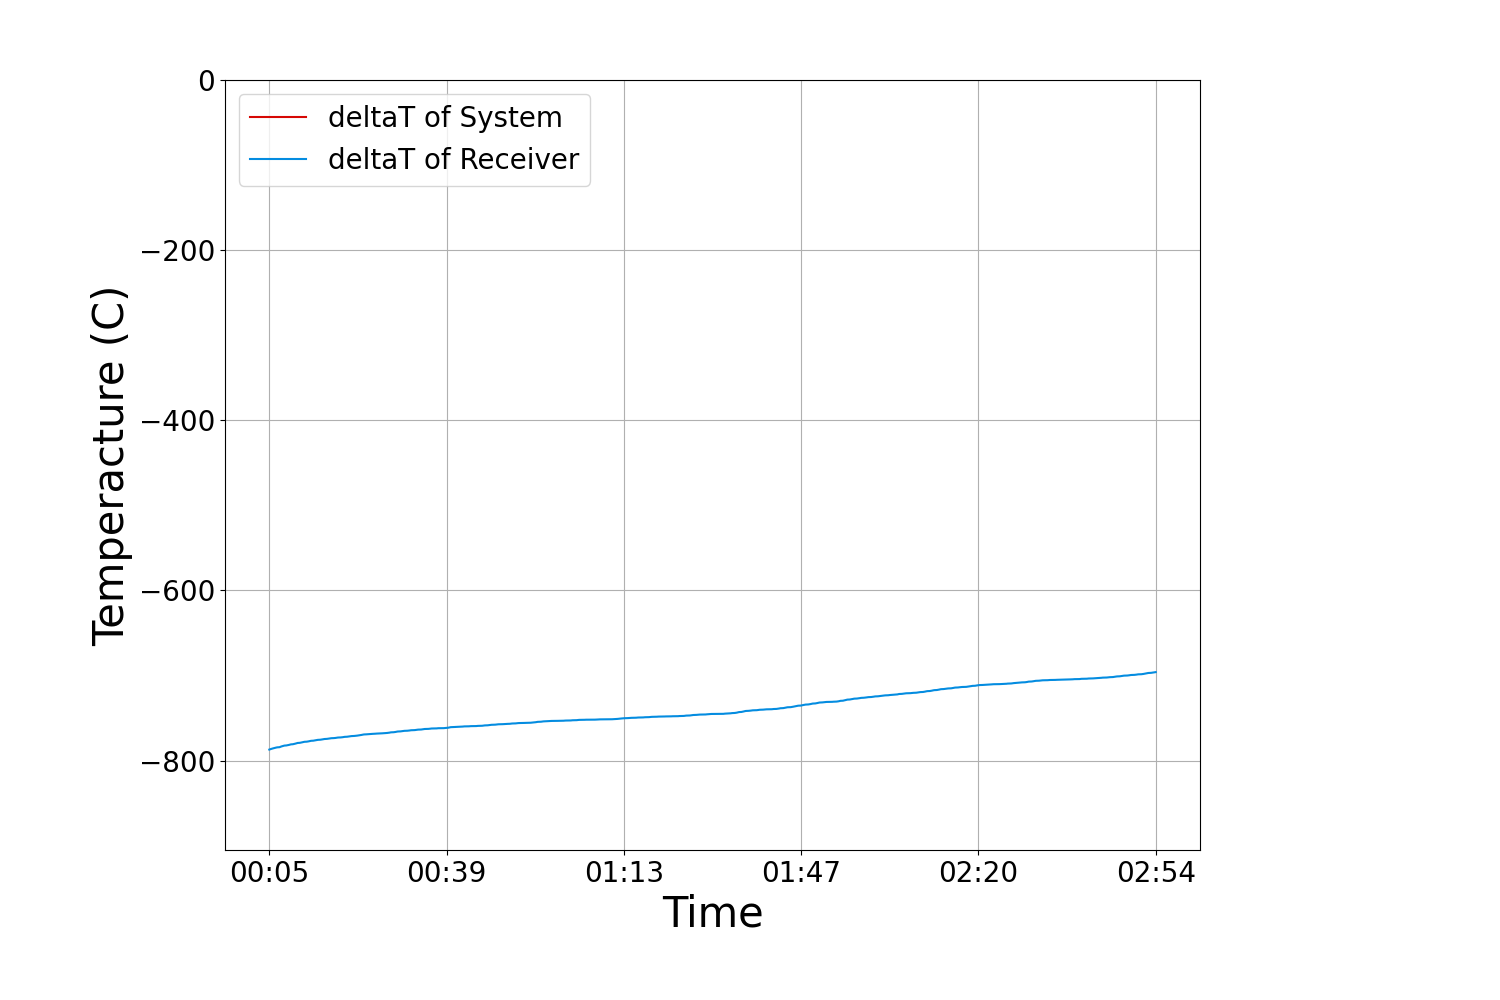 0
−200
−400
−600
−800
Temperacture (C)
deltaT of System
deltaT of Receiver
00:05 00:39 01:13 01:47 02:20 02:54
Time